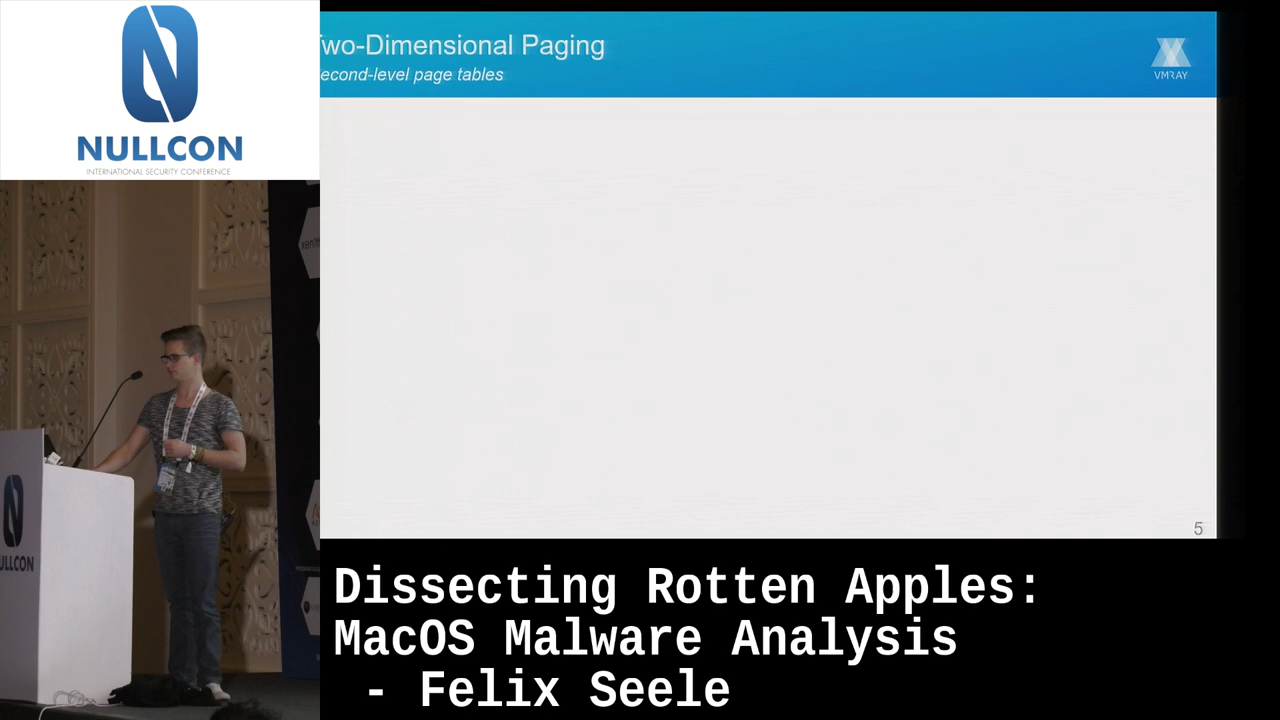 NULLCON
INTERNATIONAL SECURITY CONFERENCE
Two-Dimensional Paging
econd-level page tables
VMRAY
5
ULLCON
Dissecting Rotten Apples:
MacOS Malware Analysis
- Felix Seele